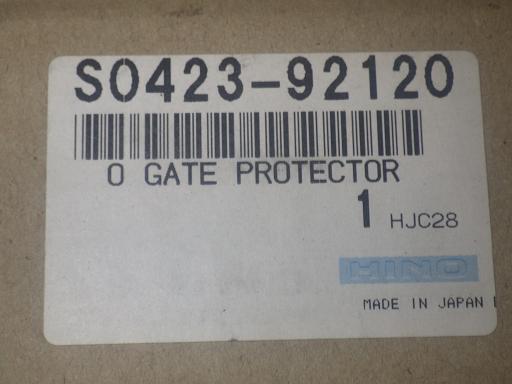 S0423-92120
O GATE PROTECTOR
1 HJC28
HINO
MADE IN JAPAN